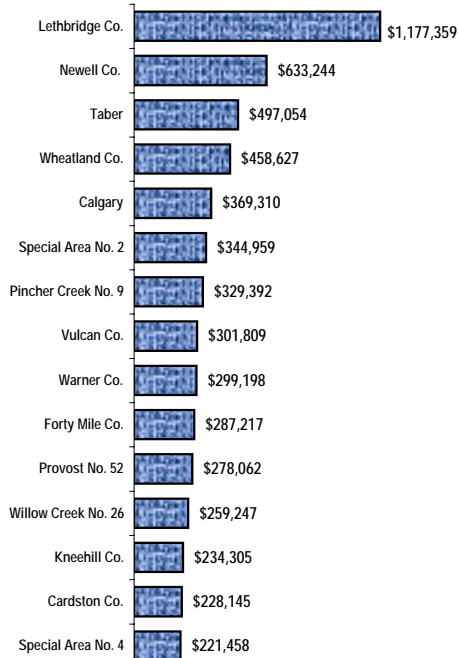 Lethbridge Co. $1,177,359
Newell Co. $633,244
Taber $497,054
Wheatland Co. $458,627
Calgary $369,310
Special Area No. 2 $344,959
Pincher Creek No. 9 $329,392
Vulcan Co. $301,809
Warner Co. $299,198
Forty Mile Co. $287,217
Provost No. 52 $278,062
Willow Creek No. 26 $259,247
Kneehill Co. $234,305
Cardston Co. $228,145
Special Area No. 4 $221,458